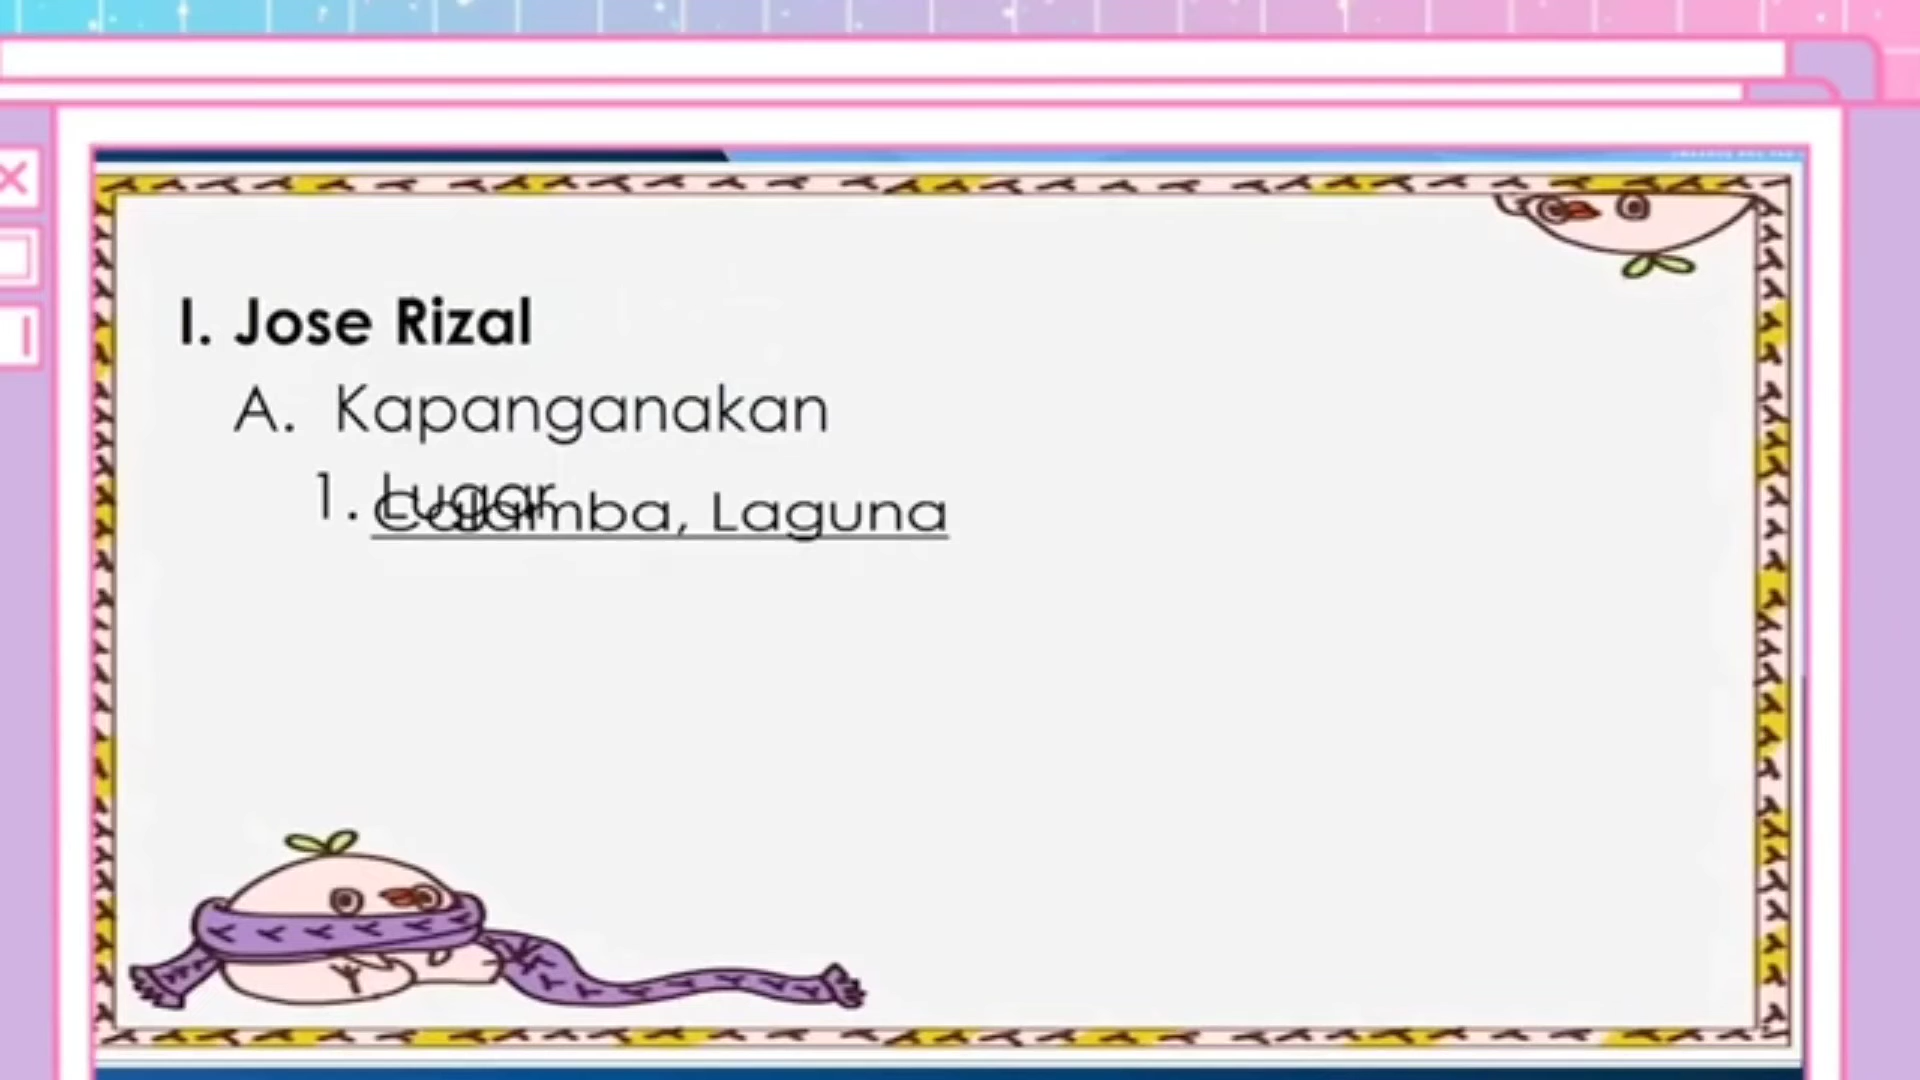 I. Jose Rizal
A. Kapanganakan
1. Lugar
Calamba, Laguna